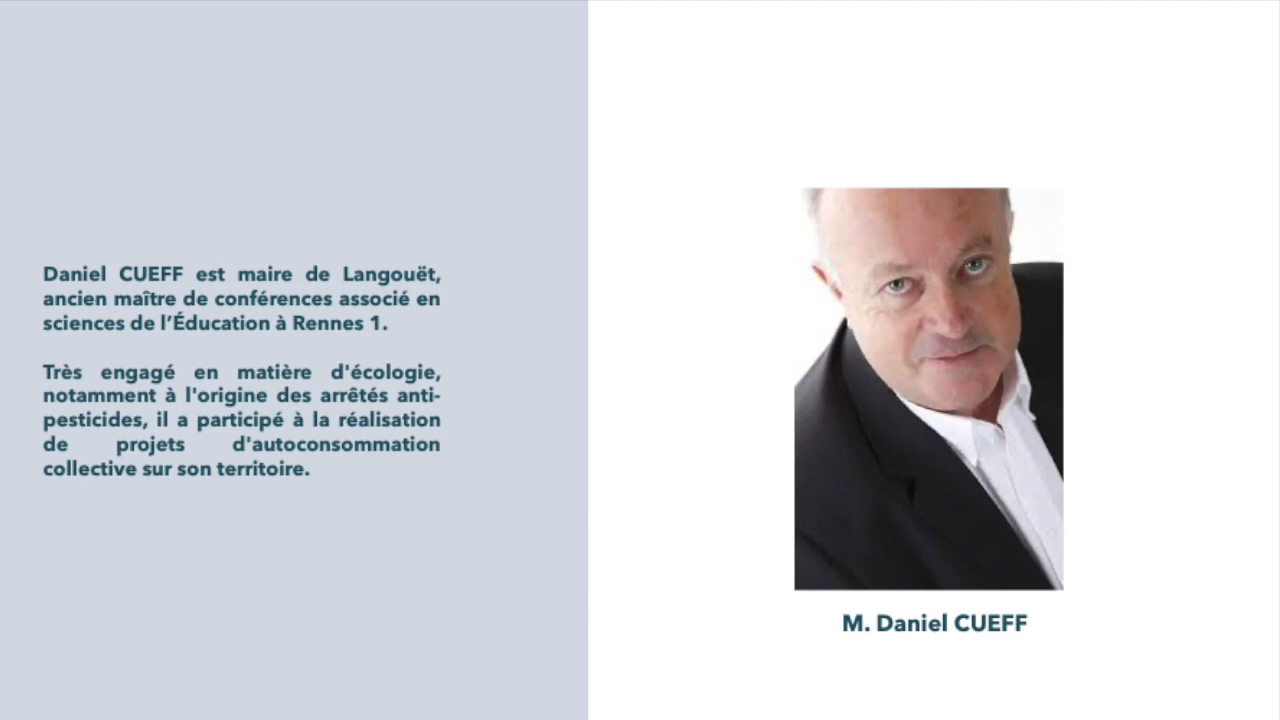 Daniel CUEFF est maire de Langouët,
ancien maître de conférences associé en
sciences de l’Éducation à Rennes 1.
Très engagé en matière d'écologie,
notamment à l'origine des arrêtés anti-
pesticides, il a participé à la réalisation
de projets d'autoconsommation
collective sur son territoire.
M. Daniel CUEFF